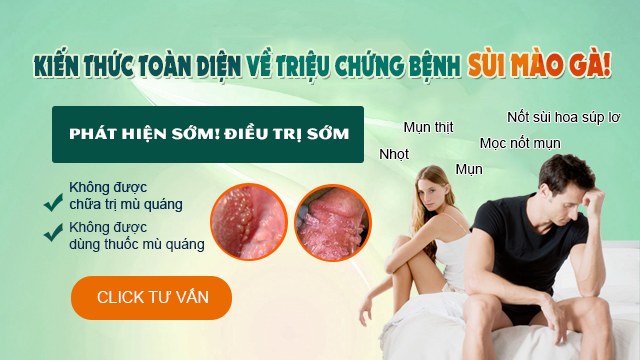 KIẾN THỨC TOÀN DIỆN VỀ TRIỆU CHỨNG BỆNH SÙI MÀO GÀ!
PHÁT HIỆN SỚM! ĐIỀU TRỊ SỚM
Nốt sùi hoa súp lơ
Mụn thịt
Mọc nốt mụn
Nhọt
Mụn
Không được
chữa trị mù quáng
Không được
dùng thuốc mù quáng
CLICK TƯ VẤN